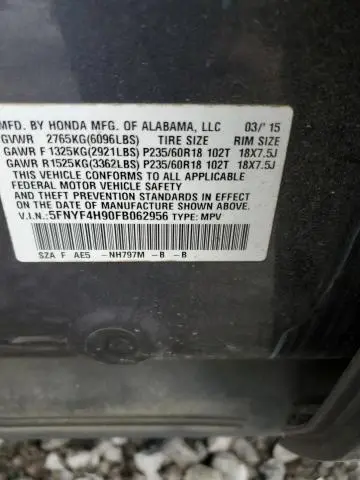 MFD. BY HONDA MFG. OF ALABAMA, LLC 03/'15
GVWR 2765KG(6096LBS) TIRE SIZE RIM SIZE
GAWR F 1325KG(2921LBS) P235/60R18 102T 18X7.5J
GAWR R1525KG(3362LBS) P235/60R18 102T 18X7.5J
THIS VEHICLE CONFORMS TO ALL APPLICABLE
FEDERAL MOTOR VEHICLE SAFETY AND
THEFT PREVENTION STANDARDS IN EFFECT
ON THE DATE OF MANUFACTURE SHOWN ABOVE.
V.I.N.: 5FNYF4H90FB062956 TYPE: MPV
SZA F AE5 -NH797M -B -B